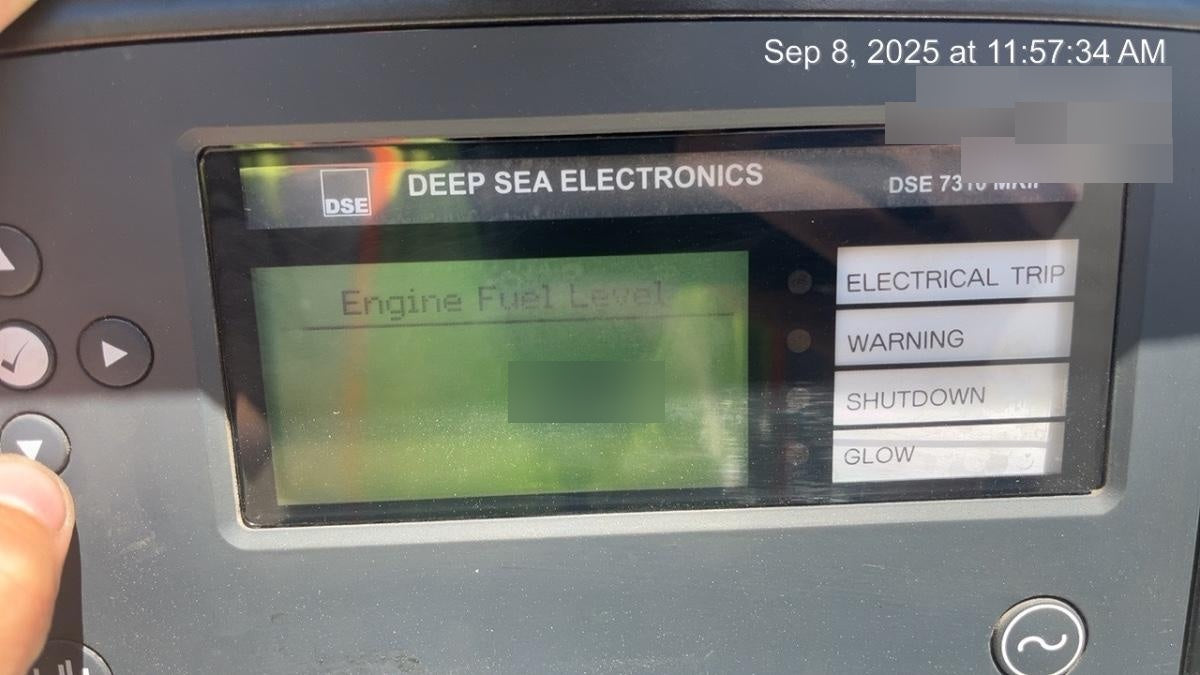 Sep 8, 2025 at 11:57:34 AM
DEEP SEA ELECTRONICS
DSE
DSE
Engine Fuel Level
ELECTRICAL TRIP
WARNING
SHUTDOWN
GLOW